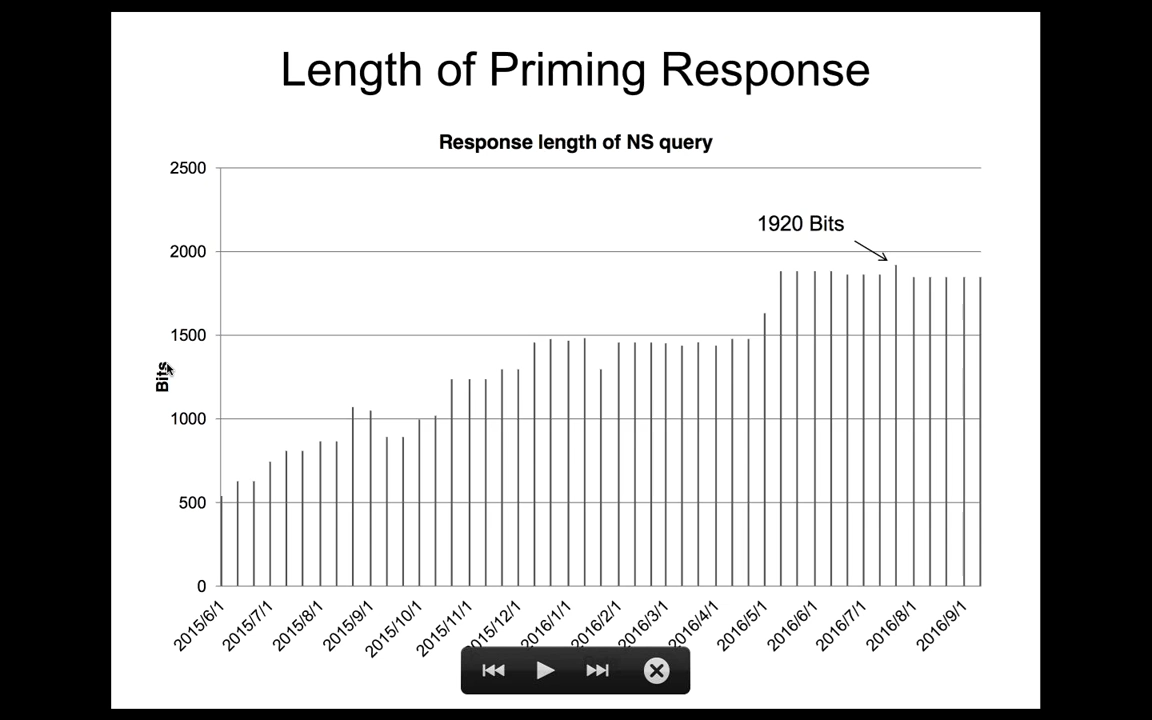 Length of Priming Response
Response length of NS query
2500
1920 Bits
2000
1500
Bits
1000
500
0
2015/6/1 2015/7/1 2015/8/1 2015/9/1 2015/10/1 2015/11/1 2015/12/1 2016/1/1 2016/2/1 2016/3/1 2016/4/1 2016/5/1 2016/6/1 2016/7/1 2016/8/1 2016/9/1